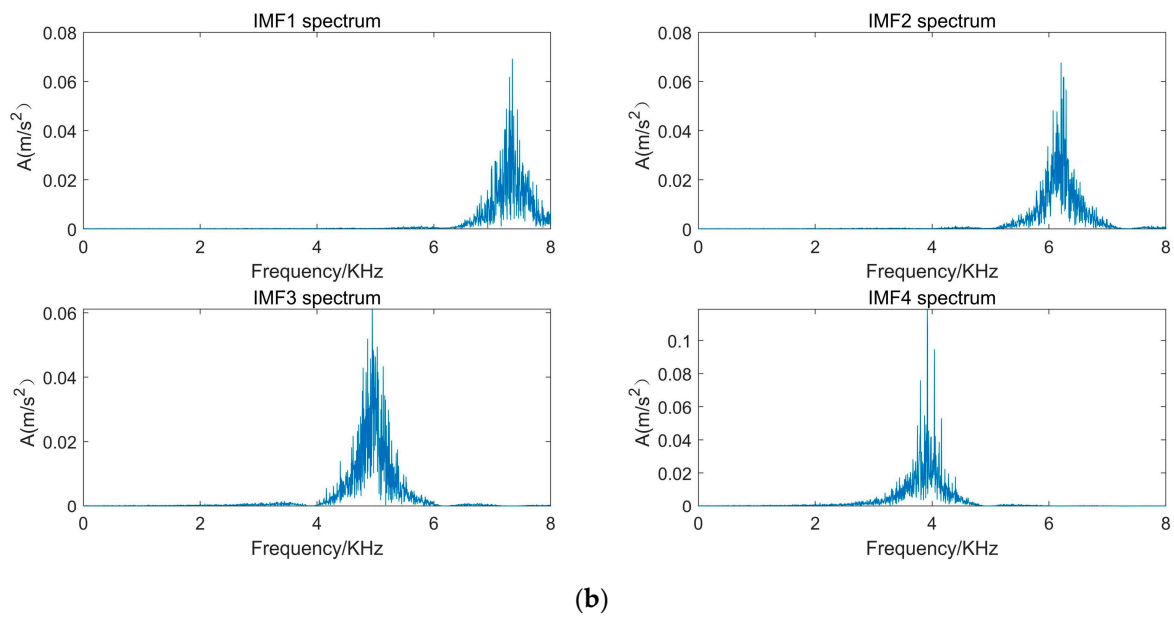 IMF1 spectrum
0.08
0.06
0.04
0.02
0
A(m/s²)
0 2 4 6 8
Frequency/KHz
IMF2 spectrum
0.08
0.06
0.04
0.02
0
A(m/s²)
0 2 4 6 8
Frequency/KHz
IMF3 spectrum
0.06
0.04
0.02
0
A(m/s²)
0 2 4 6 8
Frequency/KHz
IMF4 spectrum
0.1
0.08
0.06
0.04
0.02
0
A(m/s²)
0 2 4 6 8
Frequency/KHz
(b)